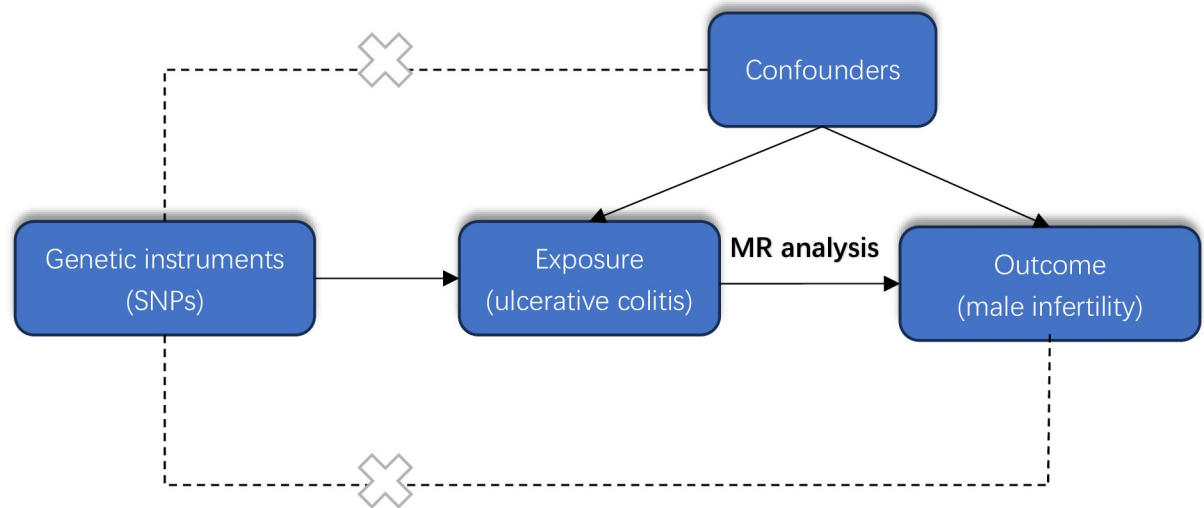 Confounders
Genetic instruments
(SNPs)
Exposure
(ulcerative colitis)
MR analysis
Outcome
(male infertility)